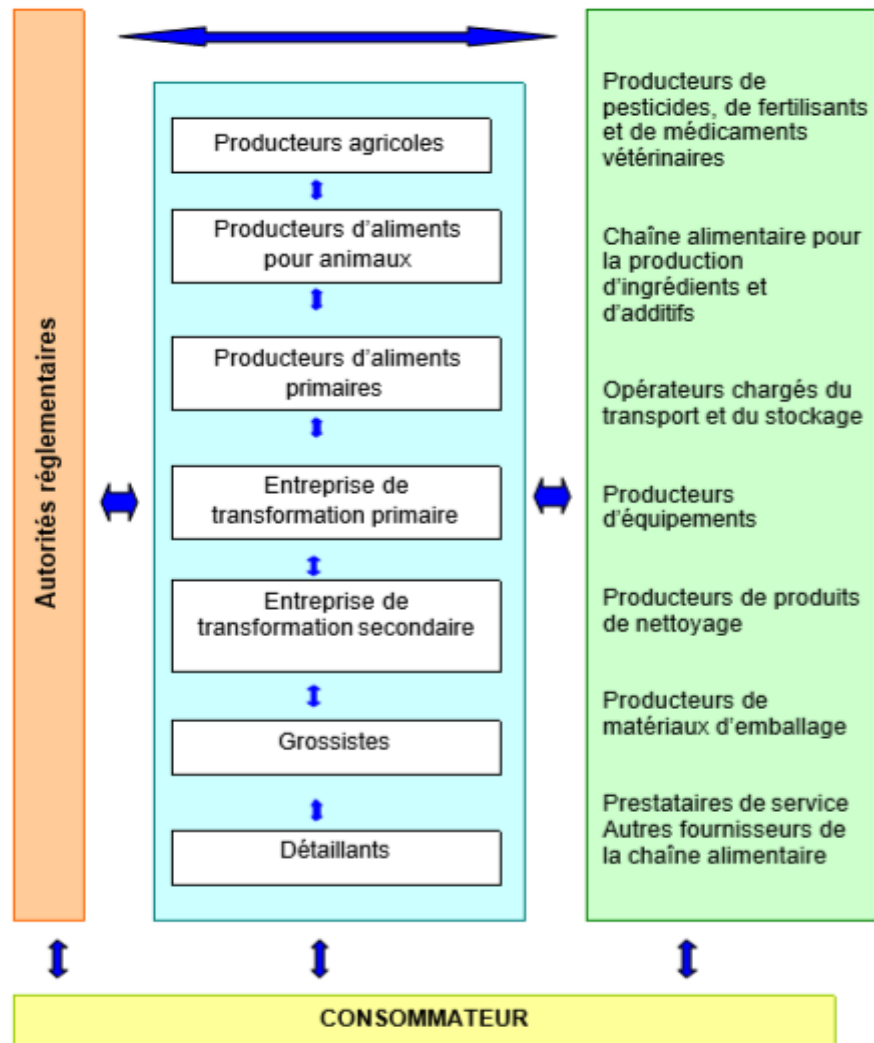 Autorités réglementaires
Producteurs agricoles
Producteurs d'aliments
pour animaux
Producteurs d'aliments
primaires
Entreprise de
transformation primaire
Entreprise de
transformation secondaire
Grossistes
Détaillants
Producteurs de
pesticides, de fertilisants
et de médicaments
vétérinaires
Chaîne alimentaire pour
la production
d'ingrédients et
d'additifs
Opérateurs chargés du
transport et du stockage
Producteurs
d'équipements
Producteurs de produits
de nettoyage
Producteurs de
matériaux d'emballage
Prestataires de service
Autres fournisseurs de
la chaîne alimentaire
CONSOMMATEUR